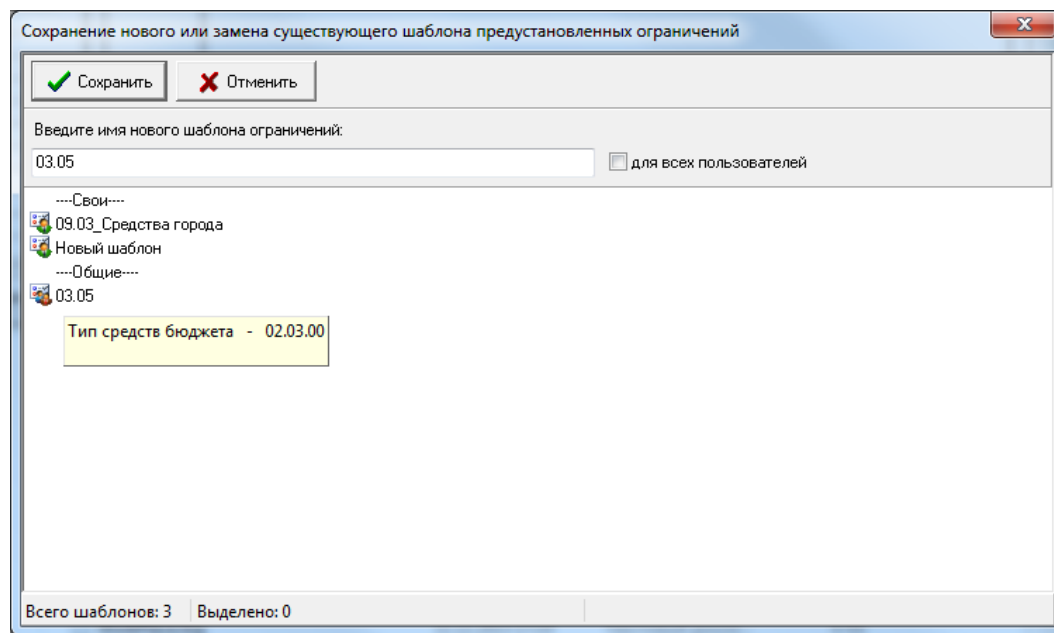 Сохранение нового или замена существующего шаблона предустановленных ограничений
Сохранить Отменить
Введите имя нового шаблона ограничений:
03.05 для всех пользователей
----Свои----
09.03_Средства города
Новый шаблон
----Общие----
03.05
Тип средств бюджета - 02.03.00
Всего шаблонов: 3 Выделено: 0